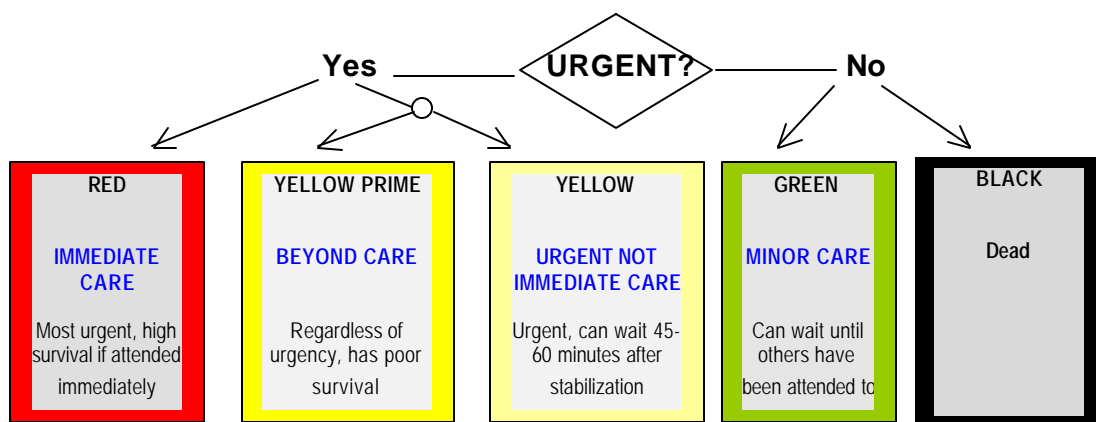 Yes
URGENT?
No
RED
IMMEDIATE
CARE
Most urgent, high
survival if attended
immediately
YELLOW PRIME
BEYOND CARE
Regardless of
urgency, has poor
survival
YELLOW
URGENT NOT
IMMEDIATE CARE
Urgent, can wait 45-
60 minutes after
stabilization
GREEN
MINOR CARE
Can wait until
others have
been attended to
BLACK
Dead